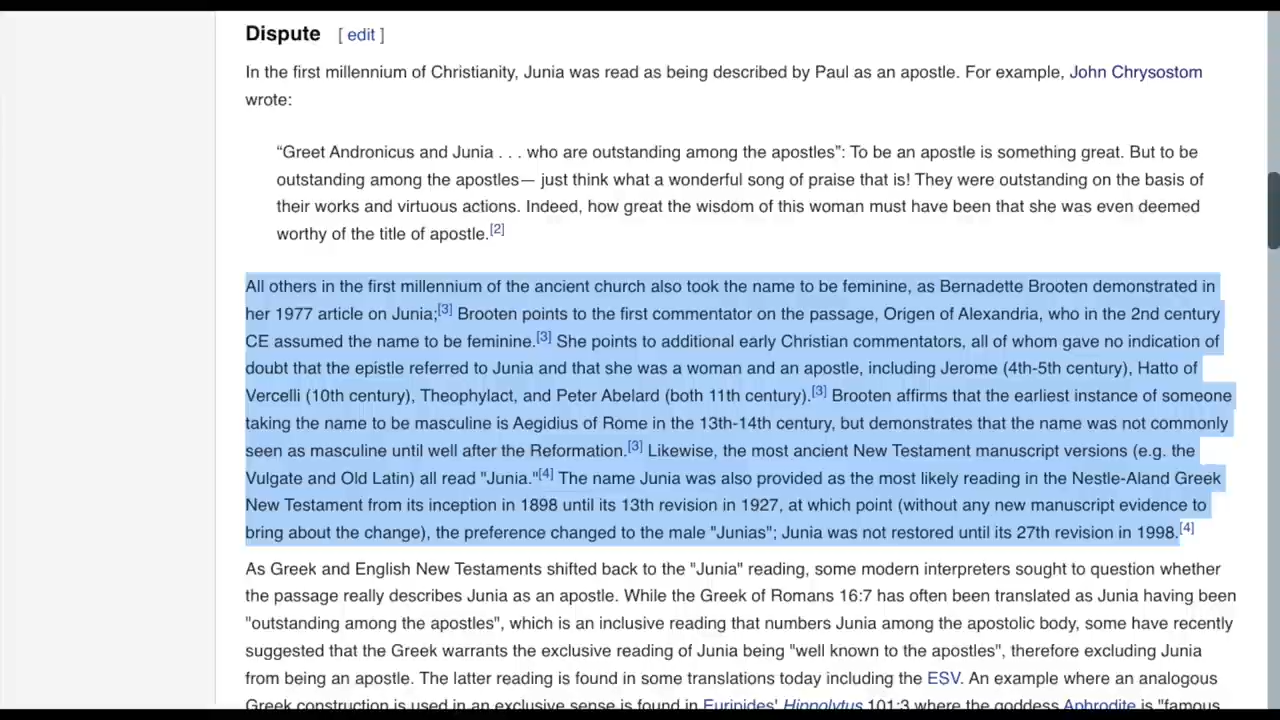 Dispute [ edit ]
In the first millennium of Christianity, Junia was read as being described by Paul as an apostle. For example, John Chrysostom
wrote:
“Greet Andronicus and Junia . . . who are outstanding among the apostles”: To be an apostle is something great. But to be
outstanding among the apostles— just think what a wonderful song of praise that is! They were outstanding on the basis of
their works and virtuous actions. Indeed, how great the wisdom of this woman must have been that she was even deemed
worthy of the title of apostle.[2]
All others in the first millennium of the ancient church also took the name to be feminine, as Bernadette Brooten demonstrated in
her 1977 article on Junia;[3] Brooten points to the first commentator on the passage, Origen of Alexandria, who in the 2nd century
CE assumed the name to be feminine.[3] She points to additional early Christian commentators, all of whom gave no indication of
doubt that the epistle referred to Junia and that she was a woman and an apostle, including Jerome (4th-5th century), Hatto of
Vercelli (10th century), Theophylact, and Peter Abelard (both 11th century).[3] Brooten affirms that the earliest instance of someone
taking the name to be masculine is Aegidius of Rome in the 13th-14th century, but demonstrates that the name was not commonly
seen as masculine until well after the Reformation.[3] Likewise, the most ancient New Testament manuscript versions (e.g. the
Vulgate and Old Latin) all read "Junia."[4] The name Junia was also provided as the most likely reading in the Nestle-Aland Greek
New Testament from its inception in 1898 until its 13th revision in 1927, at which point (without any new manuscript evidence to
bring about the change), the preference changed to the male "Junias"; Junia was not restored until its 27th revision in 1998.[4]
As Greek and English New Testaments shifted back to the "Junia" reading, some modern interpreters sought to question whether
the passage really describes Junia as an apostle. While the Greek of Romans 16:7 has often been translated as Junia having been
"outstanding among the apostles", which is an inclusive reading that numbers Junia among the apostolic body, some have recently
suggested that the Greek warrants the exclusive reading of Junia being "well known to the apostles", therefore excluding Junia
from being an apostle. The latter reading is found in some translations today including the ESV. An example where an analogous
Greek construction is used in an exclusive sense is found in Euripides' Hippolytus 101:3 where the goddess Aphrodite is "famous